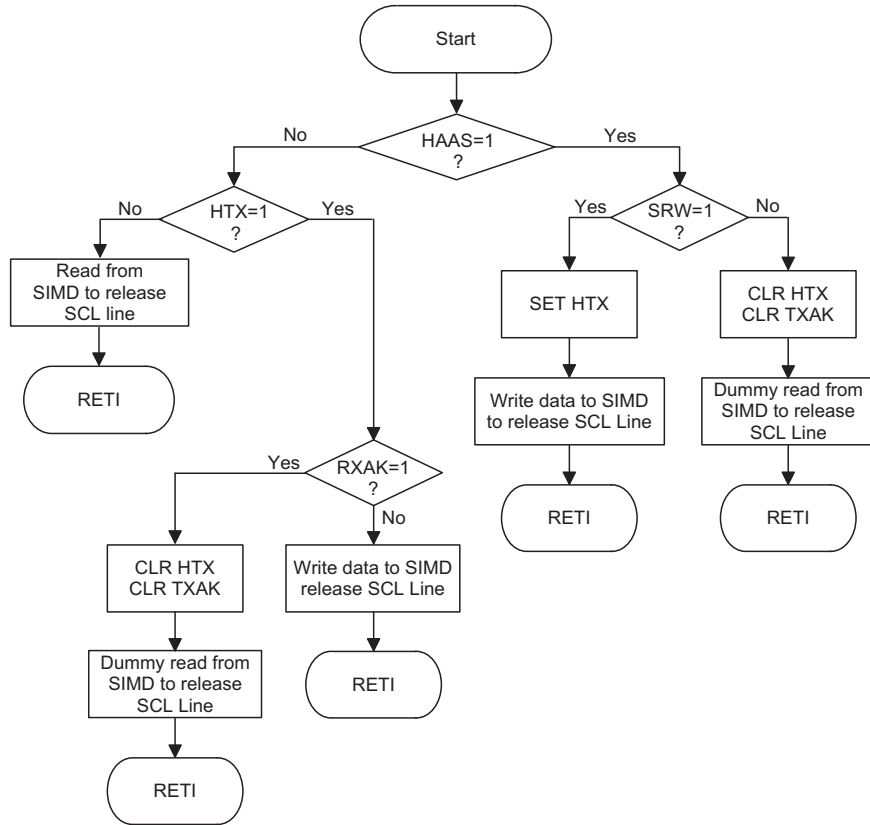 Start
HAAS=1
?
No
Yes
HTX=1
?
No
Yes
SRW=1
?
Yes
No
Read from
SIMD to release
SCL line
RETI
SET HTX
CLR HTX
CLR TXAK
Write data to SIMD
to release SCL Line
Dummy read from
SIMD to release
SCL Line
RETI
RETI
RXAK=1
?
Yes
No
CLR HTX
CLR TXAK
Write data to SIMD
release SCL Line
Dummy read from
SIMD to release
SCL Line
RETI
RETI